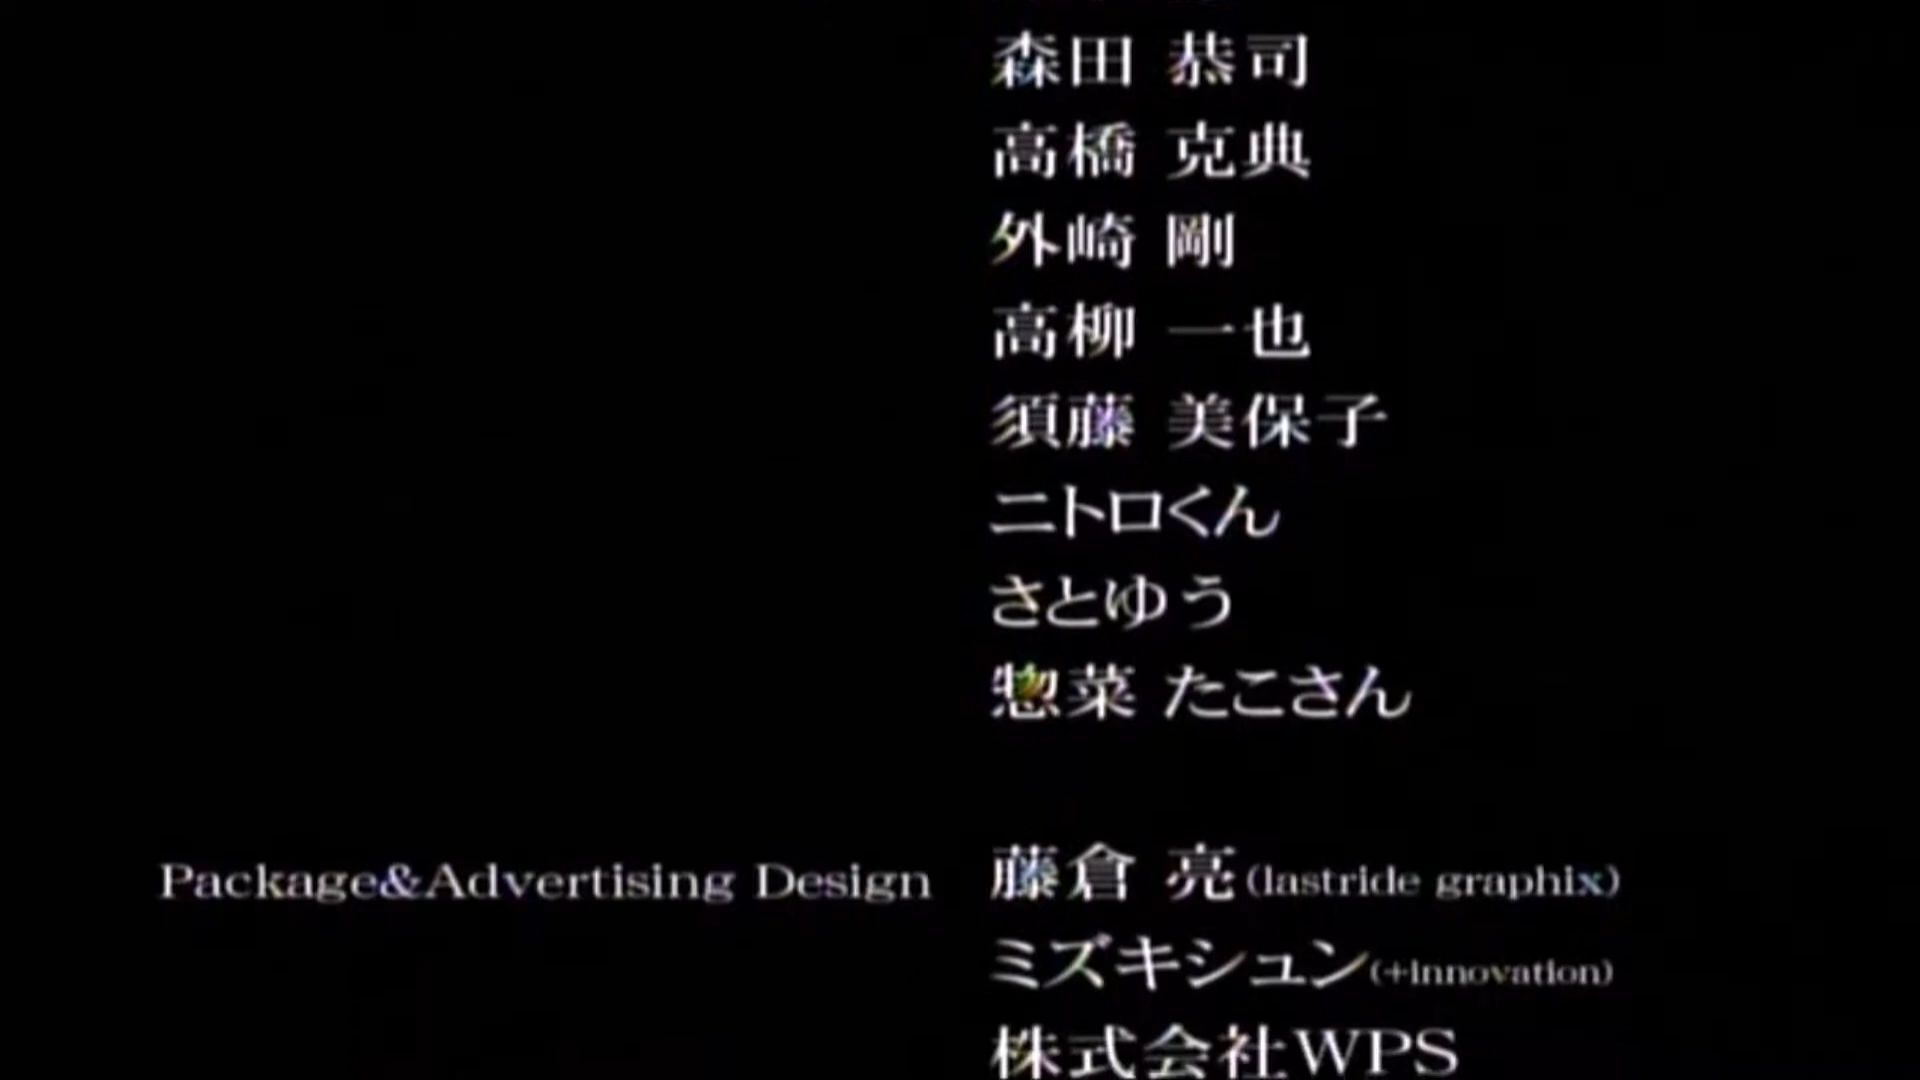 森田 恭司
高橋 克典
外崎 剛
高柳 一也
須藤 美保子
ニトロくん
さとゆう
惣菜 たこさん
Package&Advertising Design 藤倉 亮(lastride graphix)
ミズキシュン(+innovation)
株式会社WPS